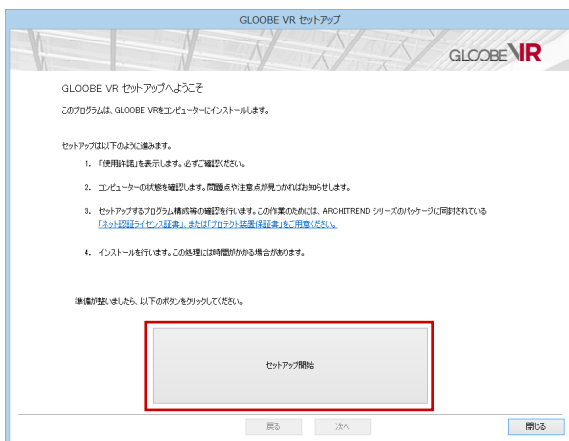 GLOOBE VR セットアップ
GLOOBE VR
GLOOBE VR セットアップへようこそ
このプログラムは、GLOOBE VRをコンピューターにインストールします。
セットアップは以下のように進みます。
1. 「使用許諾」を表示します。必ずご確認ください。
2. コンピューターの状態を確認します。問題点や注意点が見つかればお知らせします。
3. セットアップするプログラム構成等の確認を行います。この作業のためには、ARCHITREND シリーズのパッケージに同封されている
「ネット認証ライセンス証書」、または「プロテクト装置保証書」をご用意ください。
4. インストールを行います。この処理には時間がかかる場合があります。
準備が整いましたら、以下のボタンをクリックしてください。
セットアップ開始
戻る 次へ 閉じる